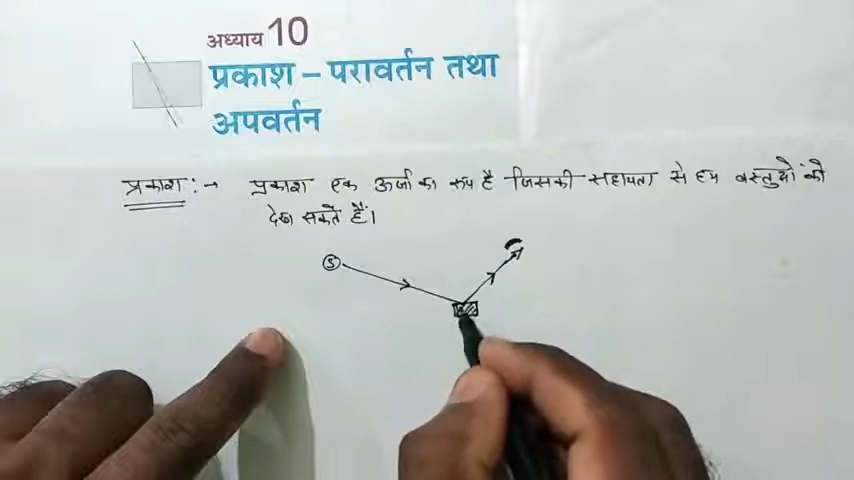 अध्याय 10
प्रकाश – परावर्तन तथा
अपवर्तन
प्रकाश :→ प्रकाश एक ऊर्जा का रूप है जिसकी सहायता से हम वस्तुओं को
देख सकते हैं।
S